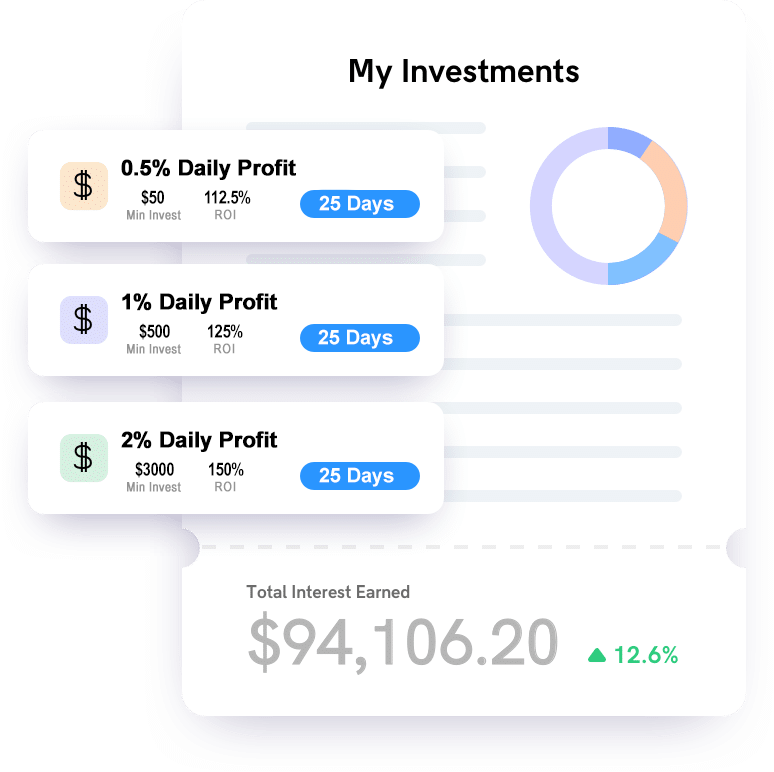 My Investments
0.5% Daily Profit
$50 112.5% 25 Days
Min Invest ROI
1% Daily Profit
$500 125% 25 Days
Min Invest ROI
2% Daily Profit
$3000 150% 25 Days
Min Invest ROI
Total Interest Earned
$94,106.20 12.6%